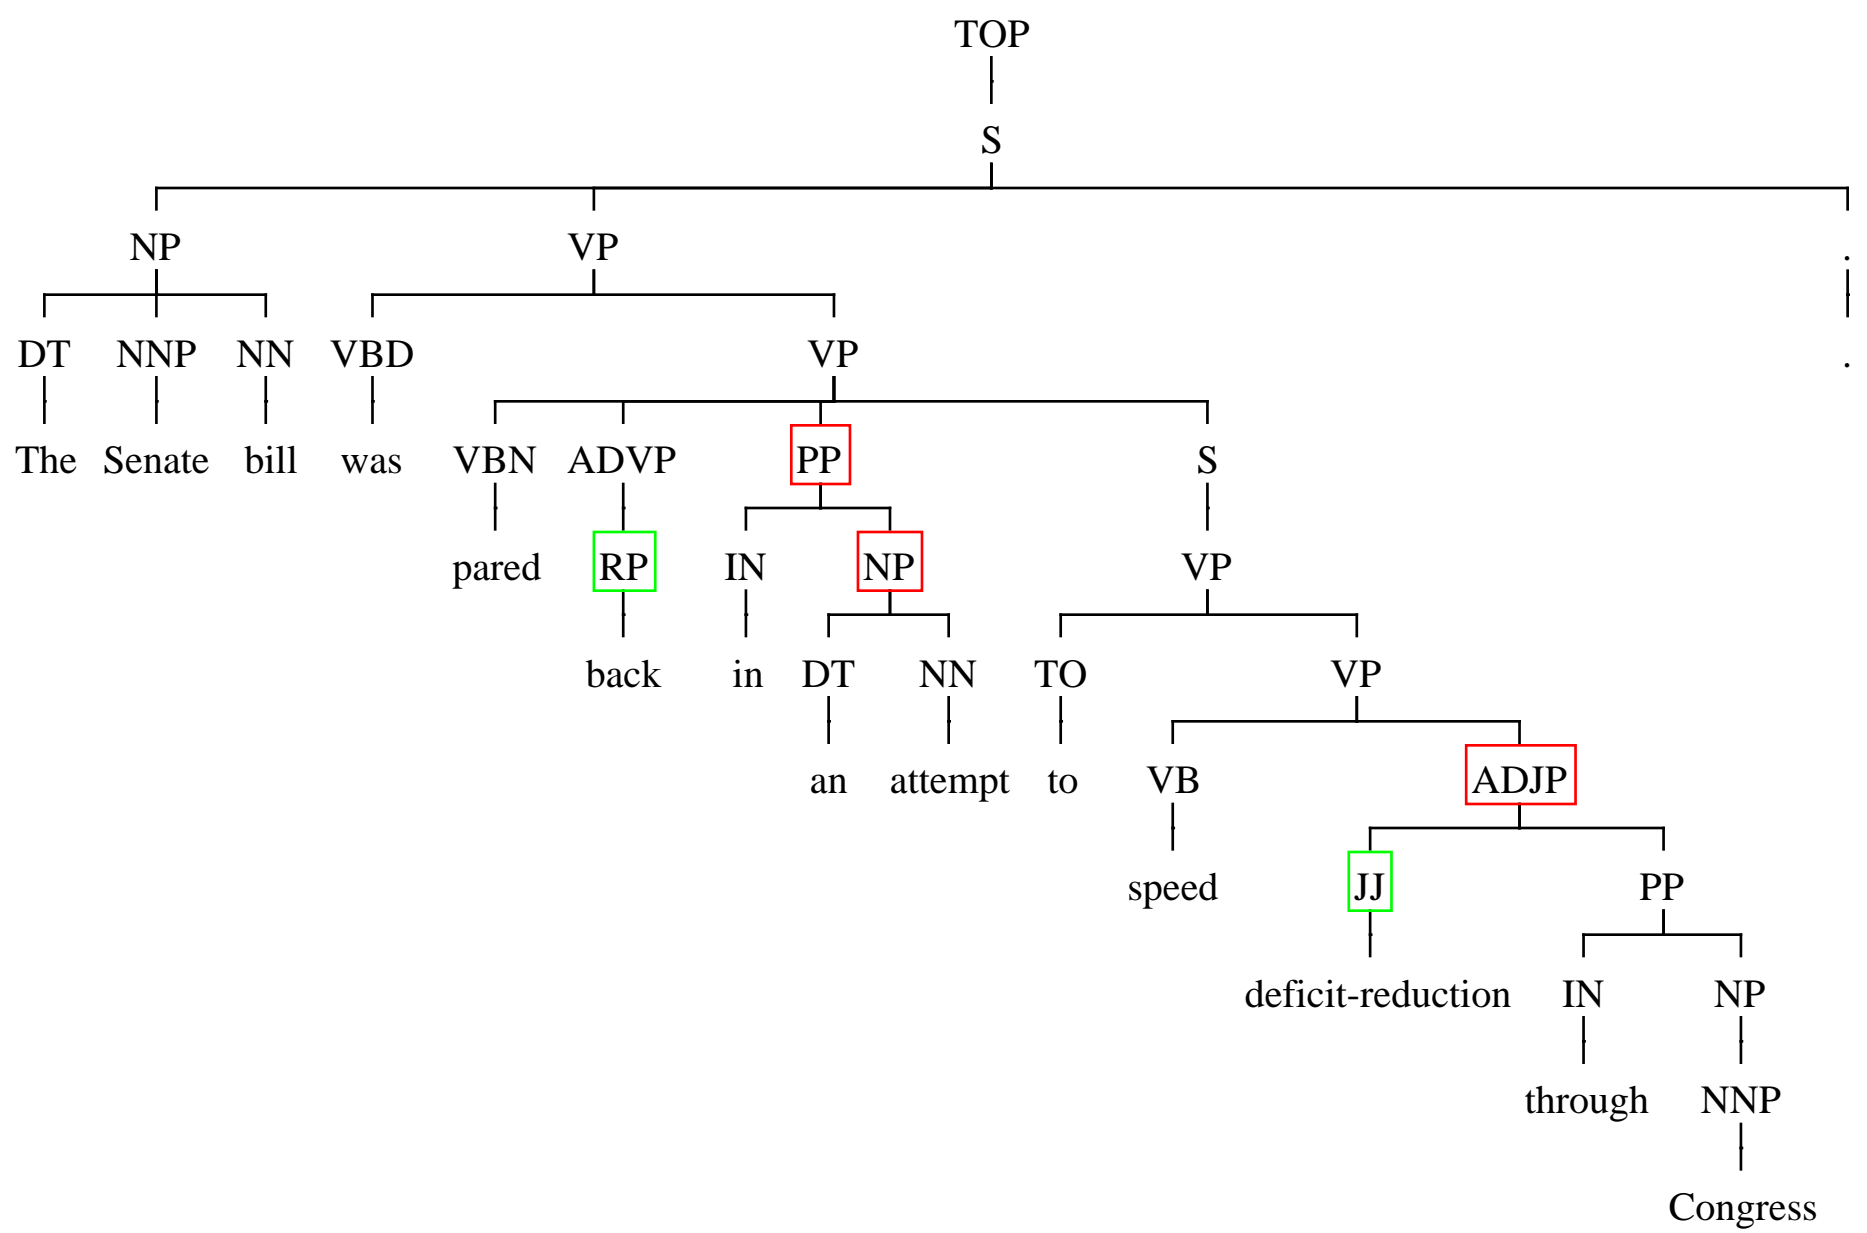 TOP
S
NP VP .
DT NNP NN VBD VP .
The Senate bill was VBN ADVP PP S
pared RP IN NP VP
back in DT NN TO VP
an attempt to VB ADJP
speed JJ PP
deficit-reduction IN NP
through NNP
Congress